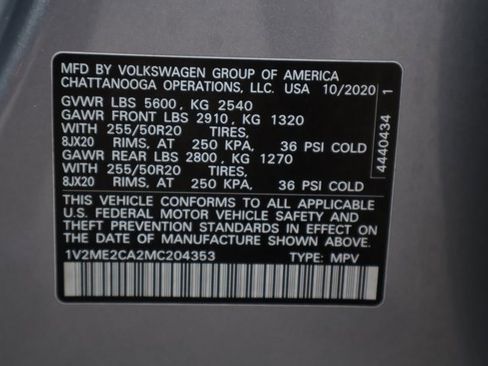 MFD BY VOLKSWAGEN GROUP OF AMERICA
CHATTANOOGA OPERATIONS, LLC. USA 10/2020
GVWR LBS 5600 , KG 2540
GAWR FRONT LBS 2910 , KG 1320
WITH 255/50R20 TIRES,
8JX20 RIMS, AT 250 KPA, 36 PSI COLD
GAWR REAR LBS 2800 , KG 1270
WITH 255/50R20 TIRES,
8JX20 RIMS, AT 250 KPA, 36 PSI COLD
THIS VEHICLE CONFORMS TO ALL APPLICABLE
U.S. FEDERAL MOTOR VEHICLE SAFETY AND
THEFT PREVENTION STANDARDS IN EFFECT ON
THE DATE OF MANUFACTURE SHOWN ABOVE.
1V2ME2CA2MC204353 TYPE: MPV
4440434 1